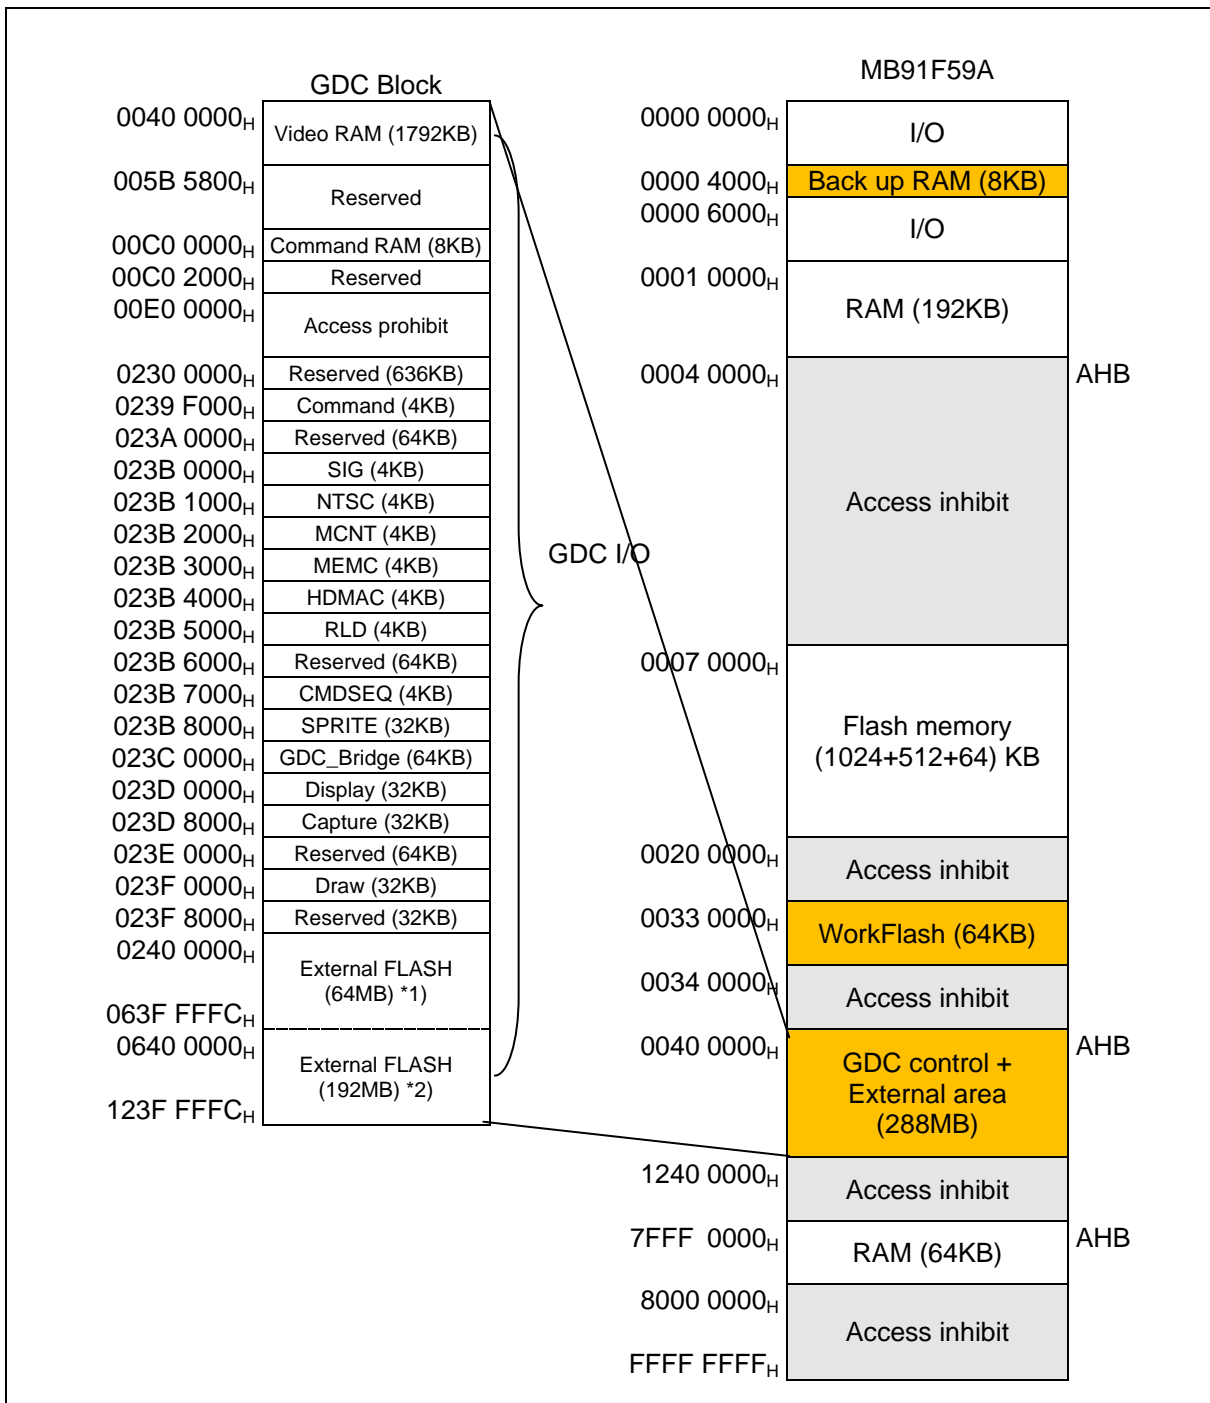 GDC Block
0040 0000H
Video RAM (1792KB)
005B 5800H
Reserved
00C0 0000H
Command RAM (8KB)
00C0 2000H
Reserved
00E0 0000H
Access prohibit
0230 0000H
Reserved (636KB)
0239 F000H
Command (4KB)
023A 0000H
Reserved (64KB)
023B 0000H
SIG (4KB)
023B 1000H
NTSC (4KB)
023B 2000H
MCNT (4KB)
023B 3000H
MEMC (4KB)
023B 4000H
HDMAC (4KB)
023B 5000H
RLD (4KB)
023B 6000H
Reserved (64KB)
023B 7000H
CMDSEQ (4KB)
023B 8000H
SPRITE (32KB)
023C 0000H
GDC_Bridge (64KB)
023D 0000H
Display (32KB)
023D 8000H
Capture (32KB)
023E 0000H
Reserved (64KB)
023F 0000H
Draw (32KB)
023F 8000H
Reserved (32KB)
0240 0000H
External FLASH
(64MB) *1)
063F FFFCH
0640 0000H
External FLASH
(192MB) *2)
123F FFFCH
GDC I/O
MB91F59A
0000 0000H
I/O
0000 4000H
Back up RAM (8KB)
0000 6000H
I/O
0001 0000H
RAM (192KB)
0004 0000H
AHB
Access inhibit
0007 0000H
Flash memory
(1024+512+64) KB
0020 0000H
Access inhibit
0033 0000H
WorkFlash (64KB)
0034 0000H
Access inhibit
0040 0000H
AHB
GDC control +
External area
(288MB)
1240 0000H
Access inhibit
7FFF 0000H
AHB
RAM (64KB)
8000 0000H
Access inhibit
FFFF FFFFH